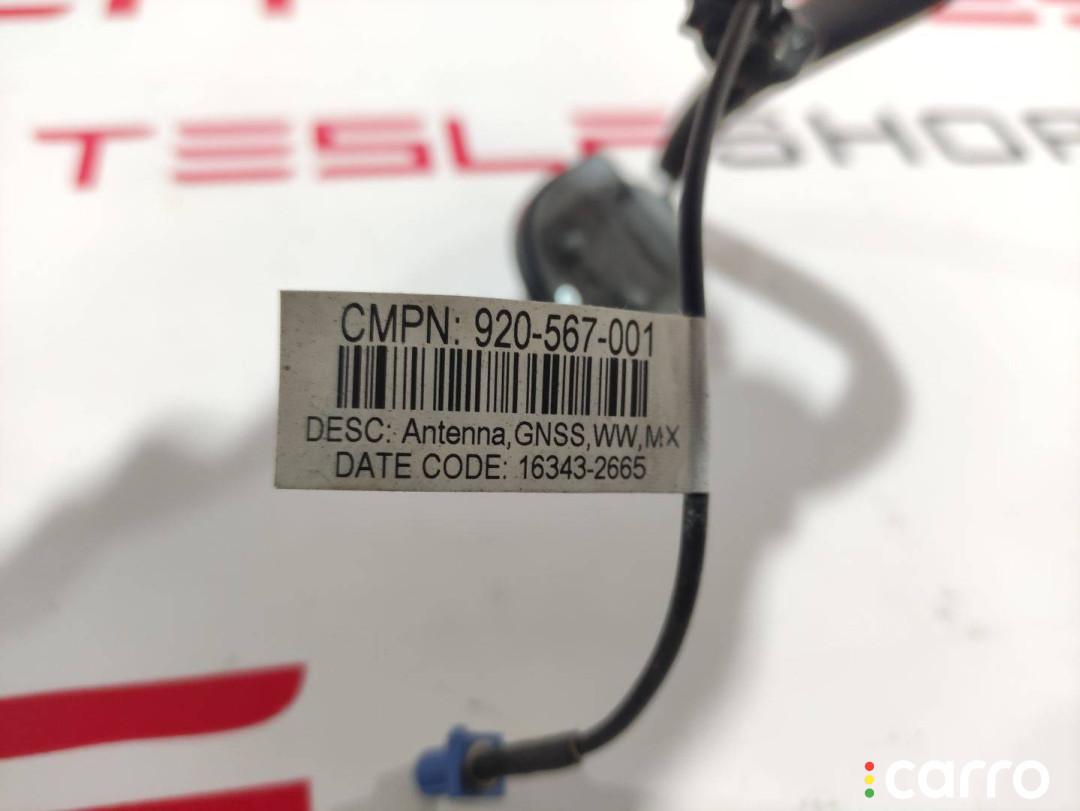 TESLA SHOP
CMPN: 920-567-001
DESC: Antenna,GNSS,WW,MX
DATE CODE: 16343-2665
carro